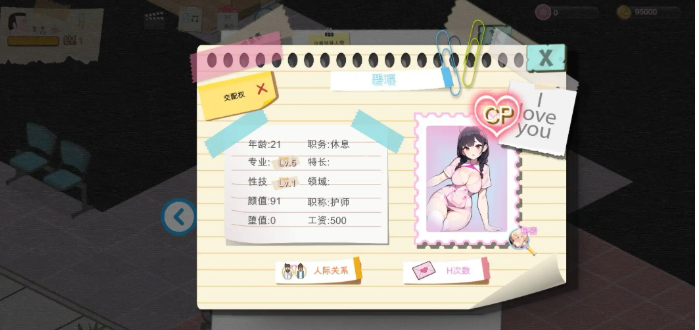 95800
交配权
I
love
you
CP
年龄:21 职务:休息
专业: Lv.5 特长:
性技 Lv.1 领域:
颜值:91 职称:护师
堕值:0 工资:500
人际关系
H次数